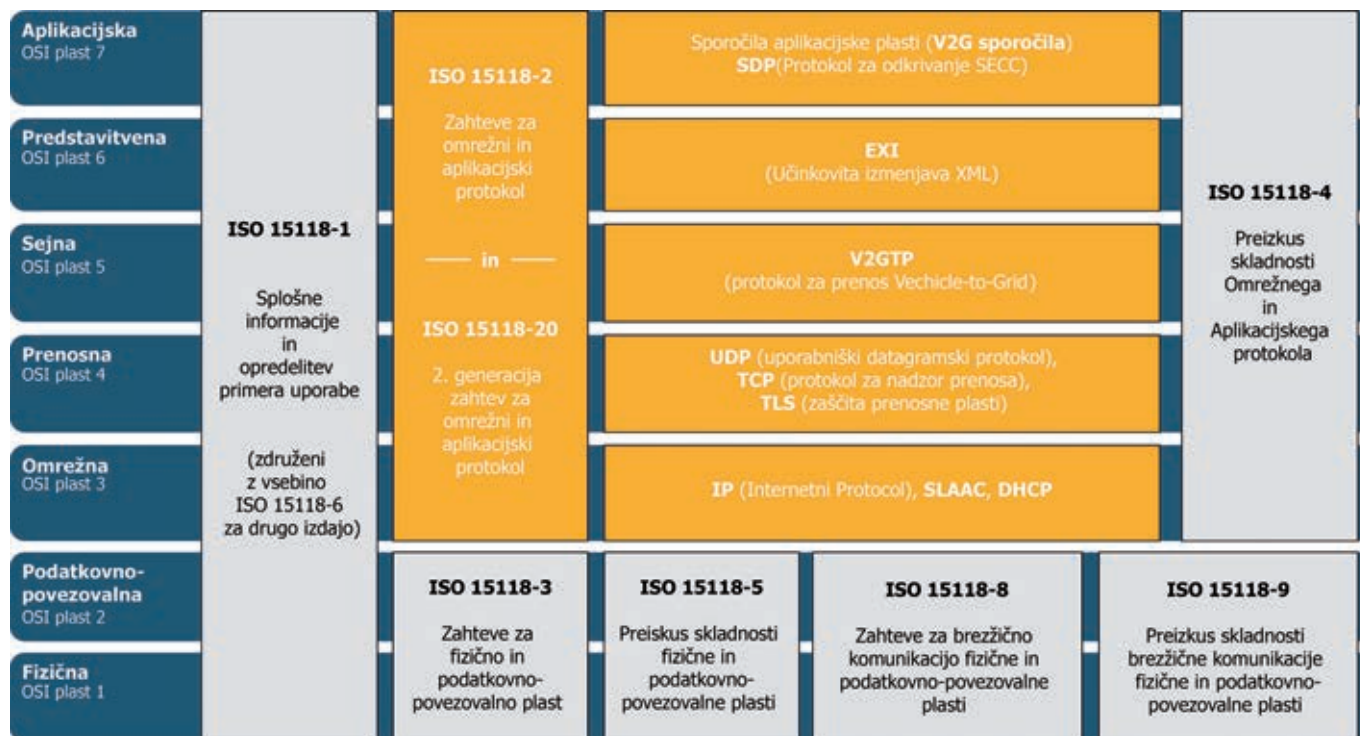 Aplikacijska
OSI plast 7
Predstavitvena
OSI plast 6
Sejna
OSI plast 5
Prenosna
OSI plast 4
Omrežna
OSI plast 3
Podatkovno-
povezovalna
OSI plast 2
Fizična
OSI plast 1
ISO 15118-1
Splošne
informacije
in
opredelitev
primera uporabe
(združeni
z vsebino
ISO 15118-6
za drugo izdajo)
ISO 15118-2
Zahteve za
omrežni in
aplikacijski
protokol
in
ISO 15118-20
2. generacija
zahtev za
omrežni in
aplikacijski
protokol
Sporočila aplikacijske plasti (V2G sporočila)
SDP(Protokol za odkrivanje SECC)
EXI
(Učinkovita izmenjava XML)
V2GTP
(protokol za prenos Vechicle-to-Grid)
UDP (uporabniški datagramski protokol),
TCP (protokol za nadzor prenosa),
TLS (zaščita prenosne plasti)
IP (Internetni Protocol), SLAAC, DHCP
ISO 15118-4
Preizkus
skladnosti
Omrežnega
in
Aplikacijskega
protokola
ISO 15118-3
Zahteve za
fizično in
podatkovno-
povezovalno plast
ISO 15118-5
Preiskus skladnosti
fizične in
podatkovno-
povezovalne plasti
ISO 15118-8
Zahteve za brezžično
komunikacijo fizične in
podatkovno-povezovalne
plasti
ISO 15118-9
Preizkus skladnosti
brezžične komunikacije
fizične in podatkovno-
povezovalne plasti